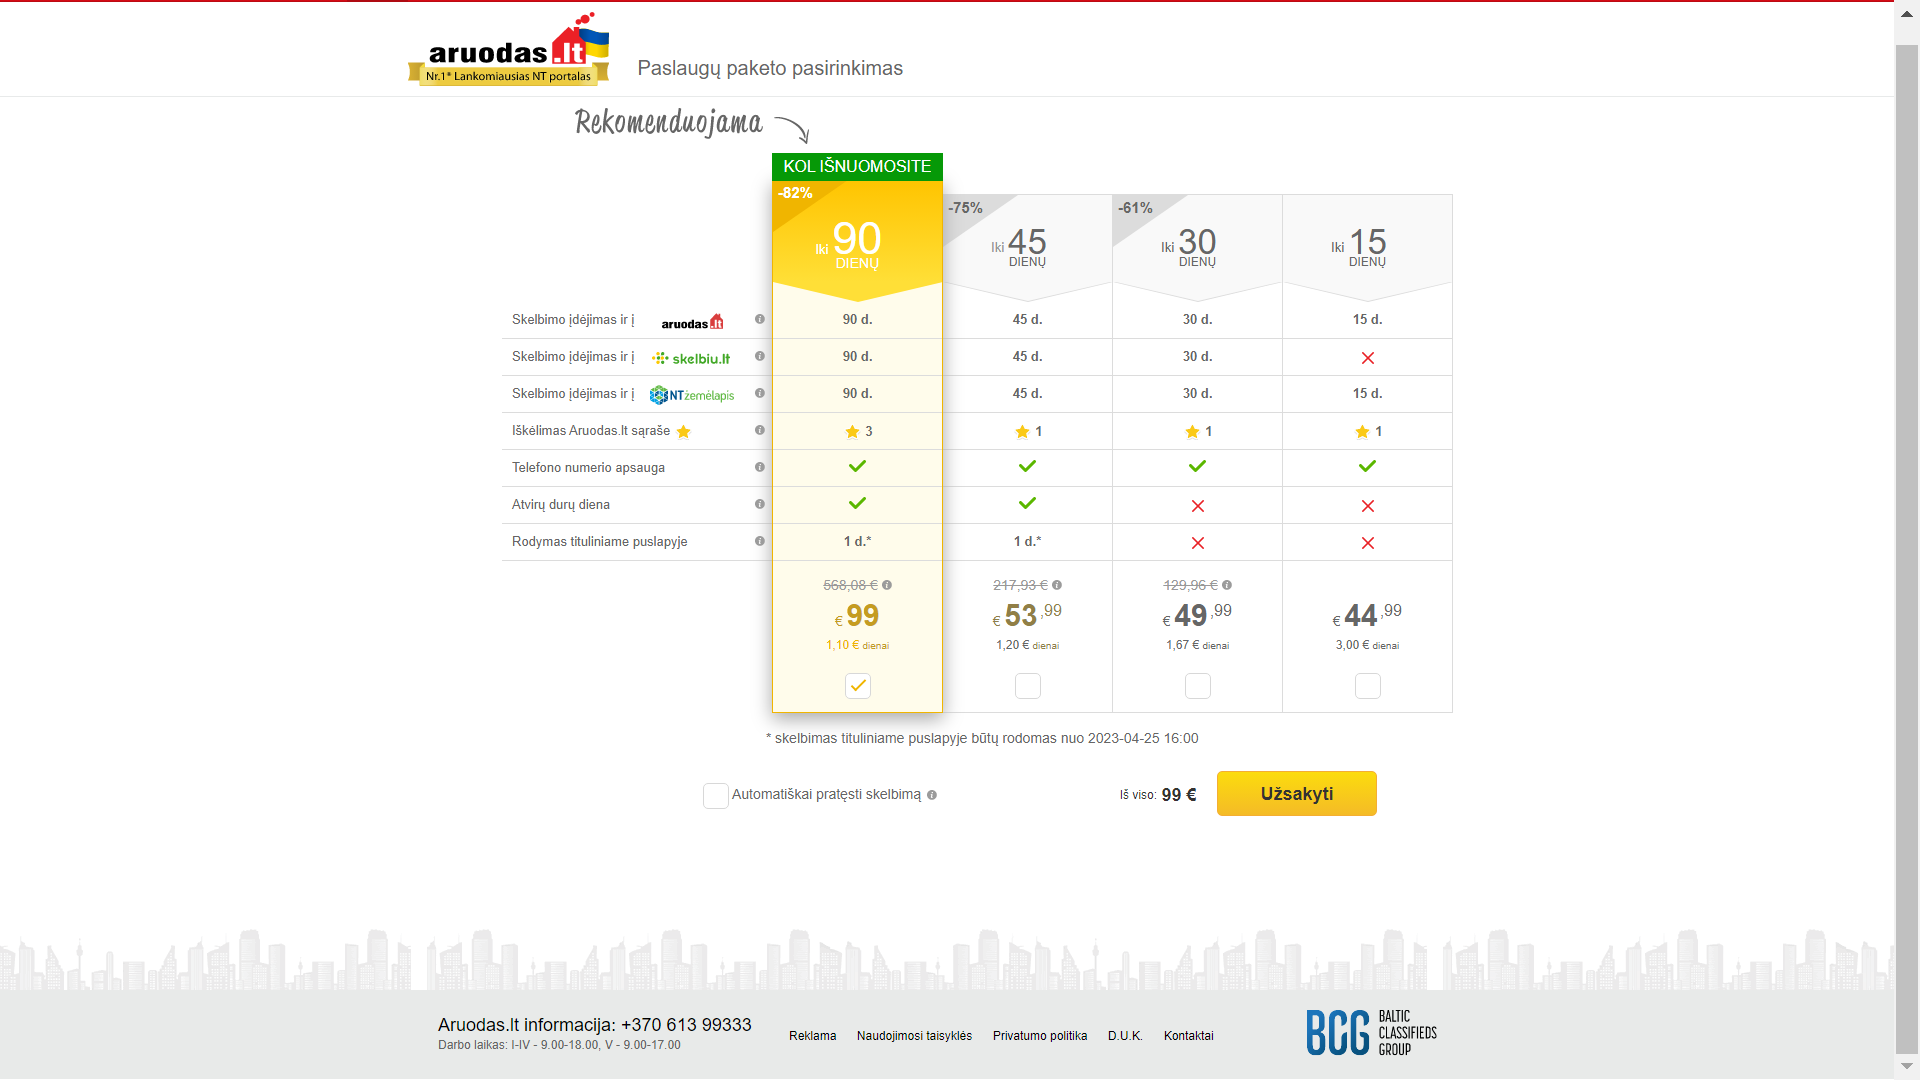 aruodas.lt
Nr.1* Lankomiausias NT portalas
Paslaugų paketo pasirinkimas
Rekomenduojama
KOL IŠNUOMOSITE
-82%
Iki 90
DIENŲ
-75%
Iki 45
DIENŲ
-61%
Iki 30
DIENŲ
Iki 15
DIENŲ
Skelbimo įdėjimas ir į aruodas.lt 90 d. 45 d. 30 d. 15 d.
Skelbimo įdėjimas ir į skelbiu.lt 90 d. 45 d. 30 d.
Skelbimo įdėjimas ir į NTžemėlapis 90 d. 45 d. 30 d. 15 d.
Iškėlimas Aruodas.lt sąraše 3 1 1 1
Telefono numerio apsauga
Atvirų durų diena
Rodymas tituliniame puslapyje 1 d.* 1 d.*
568,08 € 217,93 € 129,96 €
€ 99 € 53,99 € 49,99 € 44,99
1,10 € dienai 1,20 € dienai 1,67 € dienai 3,00 € dienai
* skelbimas tituliniame puslapyje būtų rodomas nuo 2023-04-25 16:00
Automatiškai pratęsti skelbimą Iš viso: 99 € Užsakyti
Aruodas.lt informacija: +370 613 99333
Darbo laikas: I-IV - 9.00-18.00, V - 9.00-17.00
Reklama Naudojimosi taisyklės Privatumo politika D.U.K. Kontaktai
BCG BALTIC
CLASSIFIEDS
GROUP